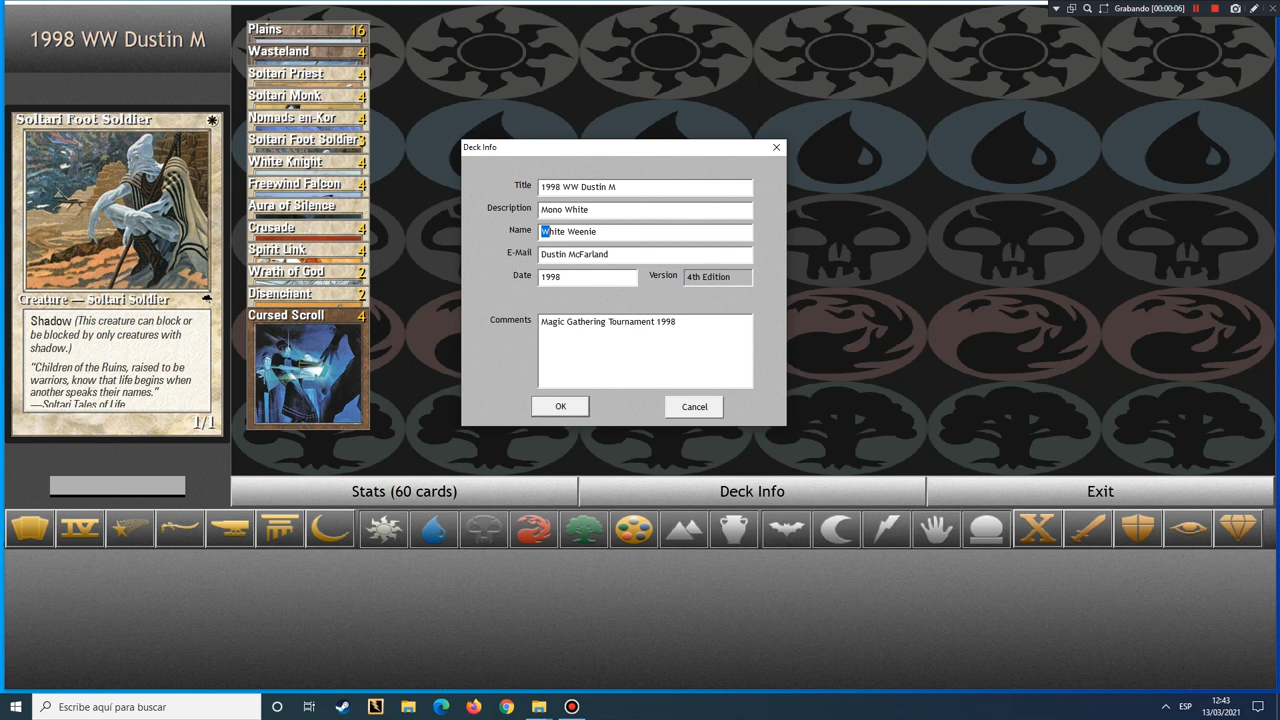 Grabando [00:00:06]
1998 WW Dustin M
Plains 16
Wasteland 4
Soltari Priest 4
Soltari Monk 4
Nomads en-Kor 4
Soltari Foot Soldier 3
White Knight 4
Freewind Falcon 4
Aura of Silence
Crusade 4
Spirit Link 4
Wrath of God 2
Disenchant 2
Cursed Scroll 4
Soltari Foot Soldier
Creature — Soltari Soldier
Shadow (This creature can block or
be blocked by only creatures with
shadow.)
"Children of the Ruins, raised to be
warriors, know that life begins when
another speaks their names."
—Soltari Tales of Life
1/1
Deck Info
Title 1998 WW Dustin M
Description Mono White
Name White Weenie
E-Mail Dustin McFarland
Date 1998 Version 4th Edition
Comments Magic Gathering Tournament 1998
OK Cancel
Stats (60 cards) Deck Info Exit
IV X
Escribe aquí para buscar
ESP
12:43
13/03/2021